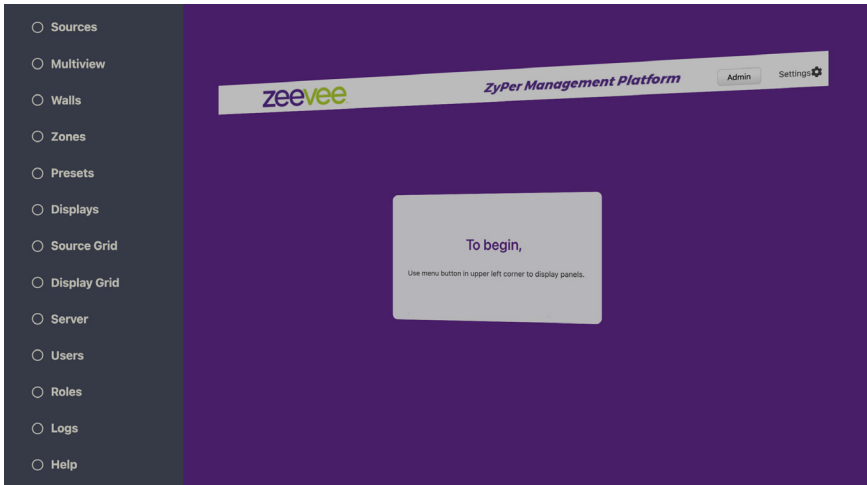 Sources
Multiview
Walls
Zones
Presets
Displays
Source Grid
Display Grid
Server
Users
Roles
Logs
Help
zeevee
ZyPer Management Platform
Admin
Settings
To begin,
Use menu button in upper left corner to display panels.